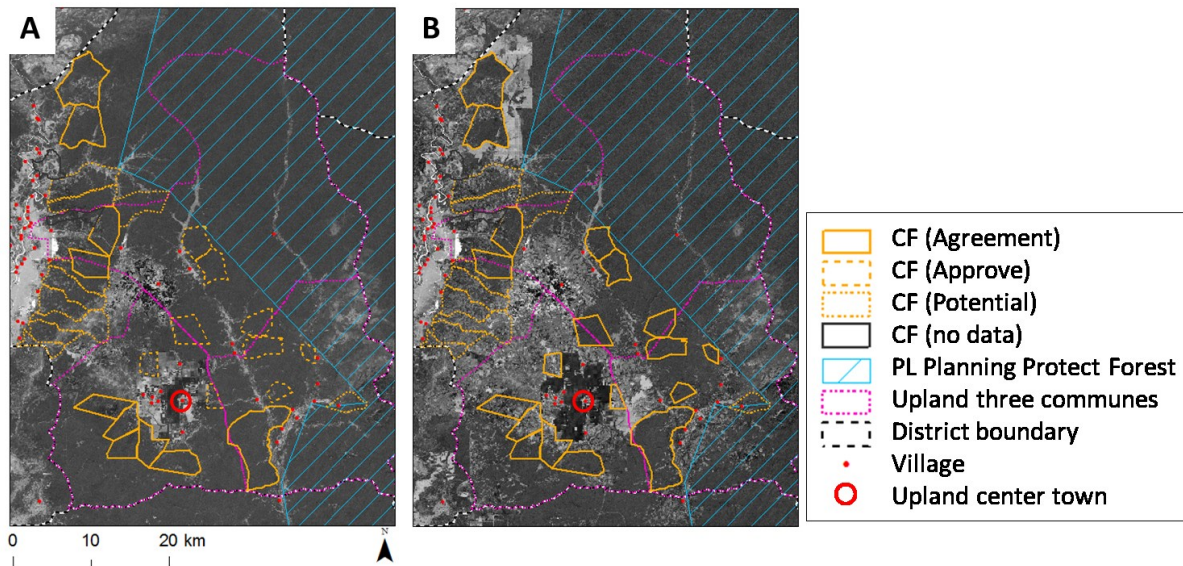 A
B
CF (Agreement)
CF (Approve)
CF (Potential)
CF (no data)
PL Planning Protect Forest
Upland three communes
District boundary
Village
Upland center town
0 10 20 km
N